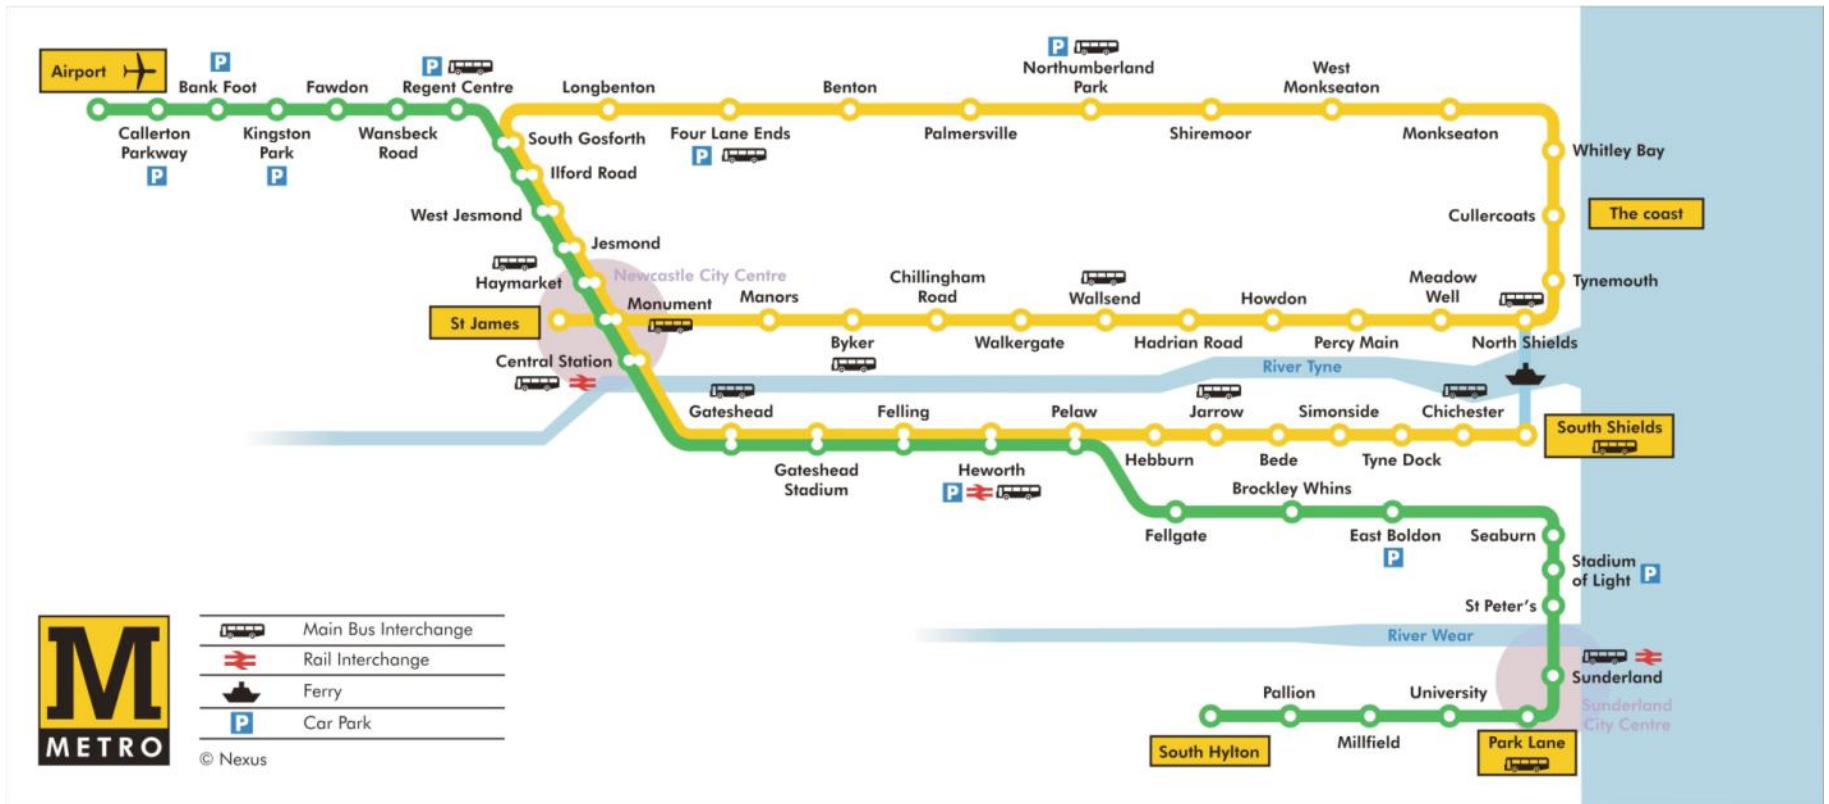 Airport
P
Bank Foot
Fawdon
P
Regent Centre
Callerton
Parkway
P
Kingston
Park
P
Wansbeck
Road
Longbenton
Benton
P
Northumberland
Park
West
Monkseaton
South Gosforth
Four Lane Ends
P
Palmersville
Shiremoor
Monkseaton
Whitley Bay
Ilford Road
West Jesmond
Cullercoats
The coast
Jesmond
Haymarket
Newcastle City Centre
Tynemouth
St James
Monument
Manors
Chillingham
Road
Wallsend
Howdon
Meadow
Well
Byker
Walkergate
Hadrian Road
Percy Main
North Shields
Central Station
River Tyne
Gateshead
Felling
Pelaw
Jarrow
Simonside
Chichester
South Shields
Gateshead
Stadium
Heworth
P
Hebburn
Bede
Tyne Dock
Brockley Whins
Fellgate
East Boldon
P
Seaburn
Stadium
of Light
P
St Peter's
River Wear
Sunderland
Sunderland
City Centre
Pallion
University
South Hylton
Millfield
Park Lane
M
METRO
Main Bus Interchange
Rail Interchange
Ferry
P
Car Park
© Nexus